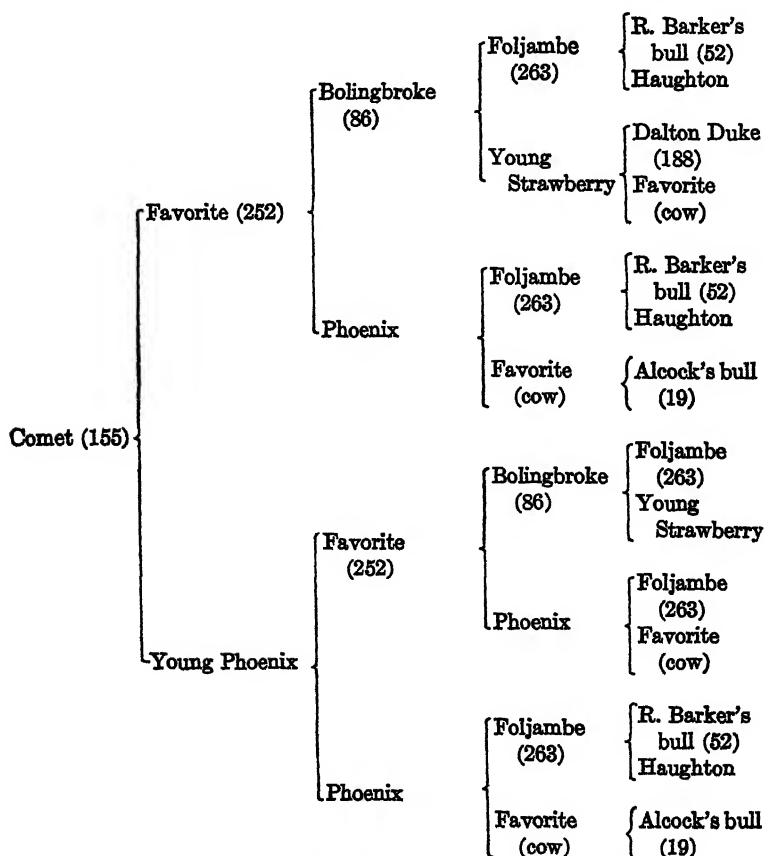 R. Barker's
bull (52)
Haughton
Foljambe
(263)
Bolingbroke
(86)
Dalton Duke
(188)
Favorite
(cow)
Young
Strawberry
Favorite (252)
R. Barker's
bull (52)
Haughton
Foljambe
(263)
Phoenix
Favorite
(cow)
Alcock's bull
(19)
Comet (155)
Foljambe
(263)
Young
Strawberry
Bolingbroke
(86)
Favorite
(252)
Foljambe
(263)
Favorite
(cow)
Phoenix
Young Phoenix
R. Barker's
bull (52)
Haughton
Foljambe
(263)
Phoenix
Favorite
(cow)
Alcock's bull
(19)